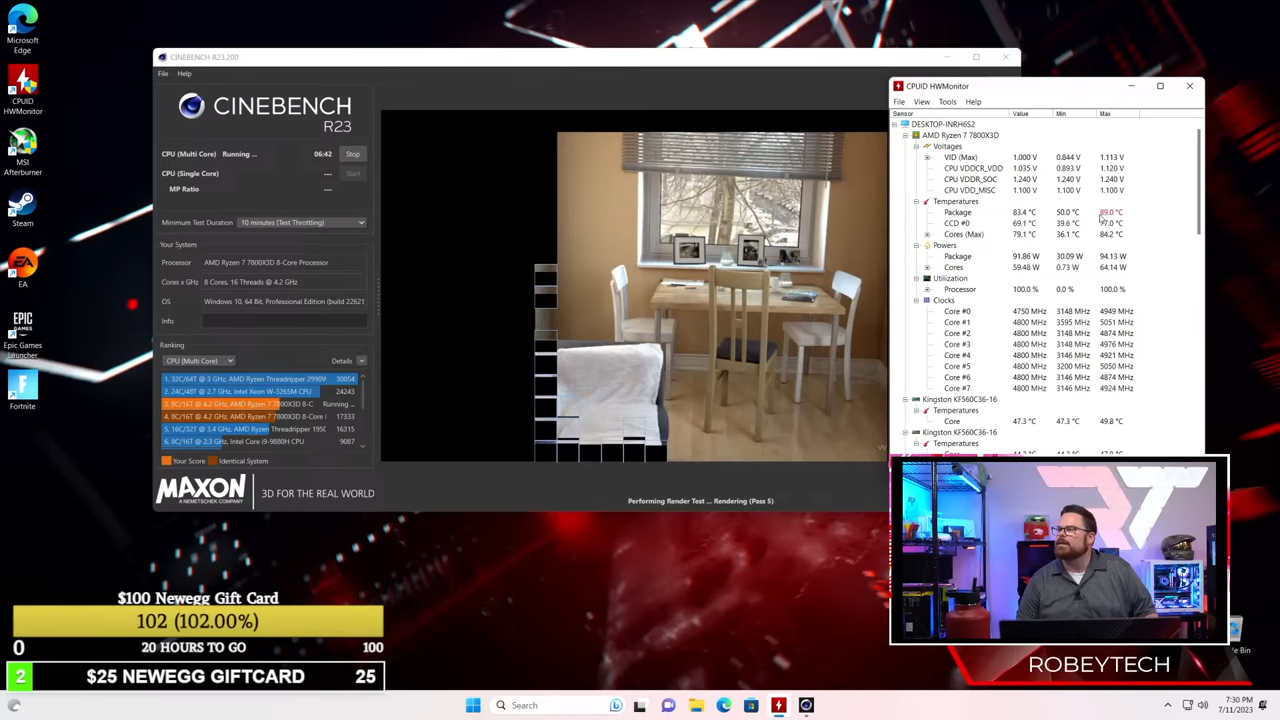 Microsoft
Edge
CPUID
HWMonitor
MSI
Afterburner
Steam
EA
Epic Games
Launcher
Fortnite
CINEBENCH R23.200
File Help
CINEBENCH
R23
CPU (Multi Core) Running ... 06:42 Stop
CPU (Single Core) --- Start
MP Ratio ---
Minimum Test Duration 10 minutes (Test Throttling)
Your System
Processor AMD Ryzen 7 7800X3D 8-Core Processor
Cores x GHz 8 Cores, 16 Threads @ 4.2 GHz
OS Windows 10, 64 Bit, Professional Edition (build 22621
Info
Ranking
CPU (Multi Core) Details
1. 32C/64T @ 3 GHz, AMD Ryzen Threadripper 2990W 30054
2. 24C/48T @ 2.7 GHz, Intel Xeon W-3265M CPU 24243
3. 8C/16T @ 4.2 GHz, AMD Ryzen 7 7800X3D 8-C Running...
4. 8C/16T @ 4.2 GHz, AMD Ryzen 7 7800X3D 8-Core 17333
5. 16C/32T @ 3.4 GHz, AMD Ryzen Threadripper 1950 16315
6. 8C/16T @ 2.3 GHz, Intel Core i9-9880H CPU 9087
Your Score Identical System
MAXON
A NEMETSCHEK COMPANY
3D FOR THE REAL WORLD
Performing Render Test ... Rendering (Pass 5)
CPUID HWMonitor
File View Tools Help
Sensor Value Min Max
DESKTOP-INRH6S2
AMD Ryzen 7 7800X3D
Voltages
VID (Max) 1.000 V 0.844 V 1.113 V
CPU VDDCR_VDD 1.035 V 0.893 V 1.120 V
CPU VDDR_SOC 1.240 V 1.240 V 1.240 V
CPU VDD_MISC 1.100 V 1.100 V 1.100 V
Temperatures
Package 83.4 °C 50.0 °C 89.0 °C
CCD #0 69.1 °C 39.6 °C 77.0 °C
Cores (Max) 79.1 °C 36.1 °C 84.2 °C
Powers
Package 91.86 W 30.09 W 94.13 W
Cores 59.48 W 0.73 W 64.14 W
Utilization
Processor 100.0 % 0.0 % 100.0 %
Clocks
Core #0 4750 MHz 3148 MHz 4949 MHz
Core #1 4800 MHz 3595 MHz 5051 MHz
Core #2 4800 MHz 3148 MHz 4874 MHz
Core #3 4800 MHz 3148 MHz 4976 MHz
Core #4 4800 MHz 3146 MHz 4921 MHz
Core #5 4800 MHz 3200 MHz 5050 MHz
Core #6 4800 MHz 3146 MHz 4874 MHz
Core #7 4800 MHz 3146 MHz 4924 MHz
Kingston KF560C36-16
Temperatures
Core 47.3 °C 47.3 °C 49.8 °C
Kingston KF560C36-16
Temperatures
$100 Newegg Gift Card
102 (102.00%)
0 20 HOURS TO GO 100
2 $25 NEWEGG GIFTCARD 25
ROBEYTECH
Bin
Search
7:30 PM
7/11/2023